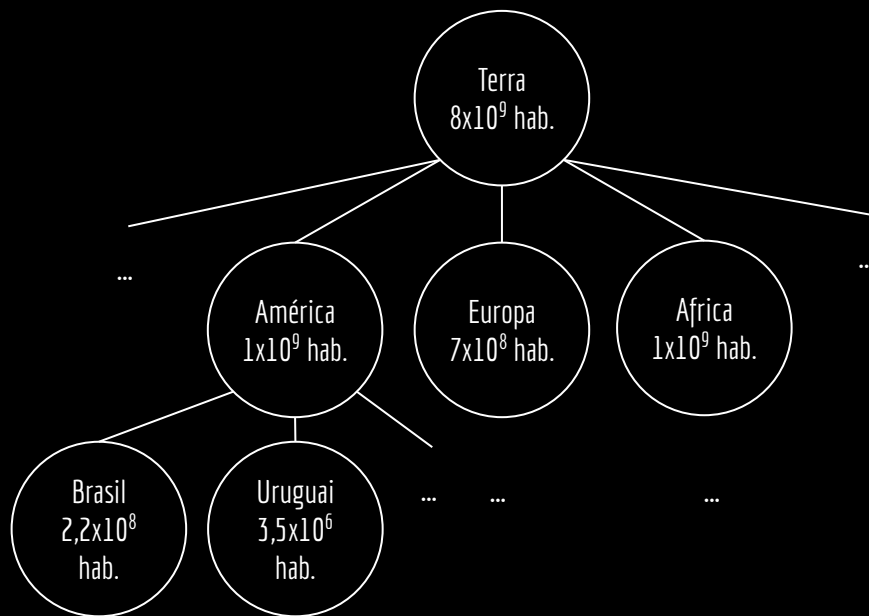 Terra
8x10⁹ hab.
...
...
América
1x10⁹ hab.
Europa
7x10⁸ hab.
Africa
1x10⁹ hab.
Brasil
2,2x10⁸
hab.
Uruguai
3,5x10⁶
hab.
...
...
...